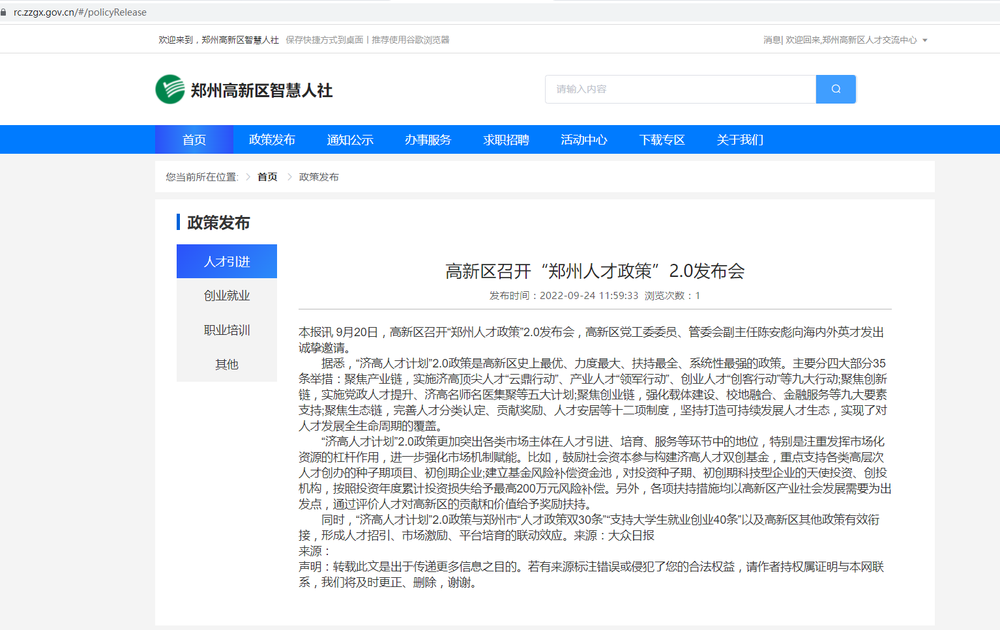 rc.zzgx.gov.cn/#/policyRelease
欢迎来到，郑州高新区智慧人社 保存快捷方式到桌面丨推荐使用谷歌浏览器
消息| 欢迎回来,郑州高新区人才交流中心
郑州高新区智慧人社
请输入内容
首页 政策发布 通知公示 办事服务 求职招聘 活动中心 下载专区 关于我们
您当前所在位置: > 首页 > 政策发布
政策发布
人才引进
创业就业
职业培训
其他
高新区召开“郑州人才政策”2.0发布会
发布时间：2022-09-24 11:59:33 浏览次数：1
本报讯 9月20日，高新区召开“郑州人才政策”2.0发布会，高新区党工委委员、管委会副主任陈安彪向海内外英才发出
诚挚邀请。
据悉，“济高人才计划”2.0政策是高新区史上最优、力度最大、扶持最全、系统性最强的政策。主要分四大部分35
条举措：聚焦产业链，实施济高顶尖人才“云鼎行动”、产业人才“领军行动”、创业人才“创客行动”等九大行动;聚焦创新
链，实施党政人才提升、济高名师名医集聚等五大计划;聚焦创业链，强化载体建设、校地融合、金融服务等九大要素
支持;聚焦生态链，完善人才分类认定、贡献奖励、人才安居等十二项制度，坚持打造可持续发展人才生态，实现了对
人才发展全生命周期的覆盖。
“济高人才计划”2.0政策更加突出各类市场主体在人才引进、培育、服务等环节中的地位，特别是注重发挥市场化
资源的杠杆作用，进一步强化市场机制赋能。比如，鼓励社会资本参与构建济高人才双创基金，重点支持各类高层次
人才创办的种子期项目、初创期企业;建立基金风险补偿资金池，对投资种子期、初创期科技型企业的天使投资、创投
机构，按照投资年度累计投资损失给予最高200万元风险补偿。另外，各项扶持措施均以高新区产业社会发展需要为出
发点，通过评价人才对高新区的贡献和价值给予奖励扶持。
同时，“济高人才计划”2.0政策与郑州市“人才政策双30条”“支持大学生就业创业40条”以及高新区其他政策有效衔
接，形成人才招引、市场激励、平台培育的联动效应。来源：大众日报
来源：
声明：转载此文是出于传递更多信息之目的。若有来源标注错误或侵犯了您的合法权益，请作者持权属证明与本网联
系，我们将及时更正、删除，谢谢。